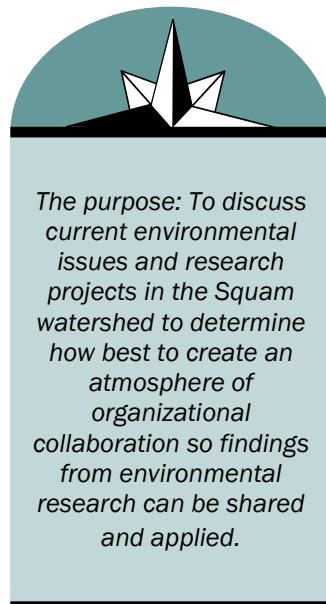 The purpose: To discuss
current environmental
issues and research
projects in the Squam
watershed to determine
how best to create an
atmosphere of
organizational
collaboration so findings
from environmental
research can be shared
and applied.